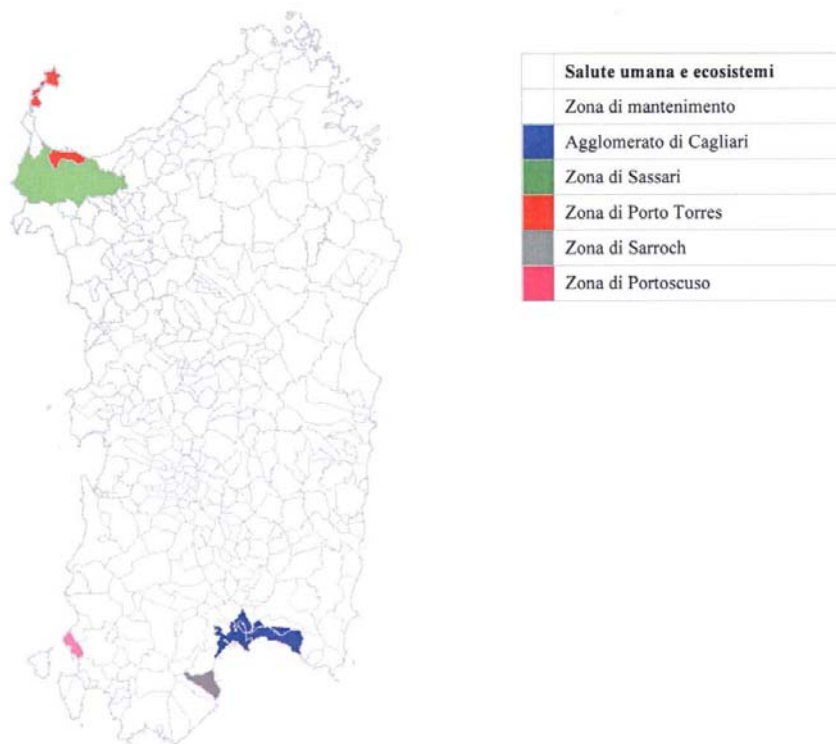 Salute umana e ecosistemi
Zona di mantenimento
Agglomerato di Cagliari
Zona di Sassari
Zona di Porto Torres
Zona di Sarroch
Zona di Portoscuso